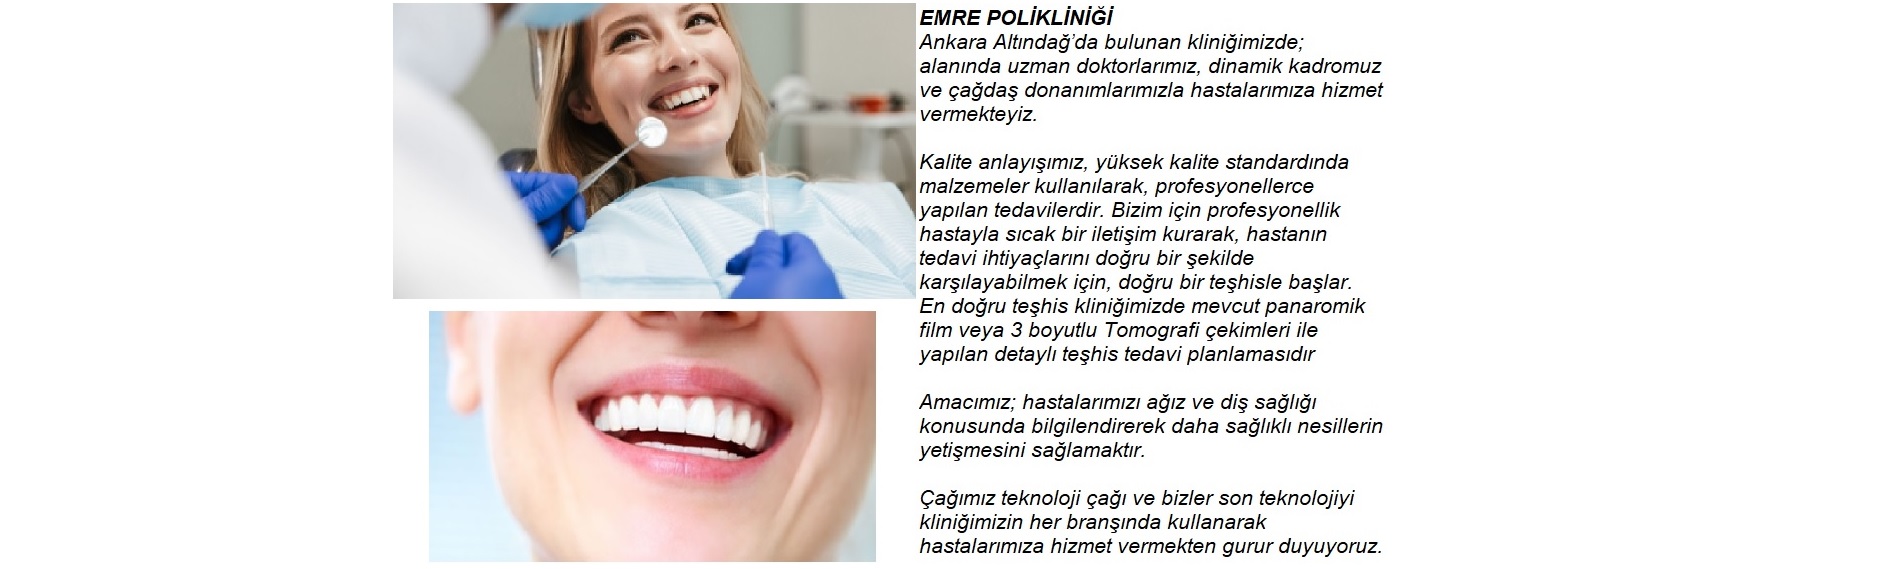 EMRE POLİKLİNİĞİ
Ankara Altındağ’da bulunan kliniğimizde;
alanında uzman doktorlarımız, dinamik kadromuz
ve çağdaş donanımlarımızla hastalarımıza hizmet
vermekteyiz.
Kalite anlayışımız, yüksek kalite standardında
malzemeler kullanılarak, profesyonellerce
yapılan tedavilerdir. Bizim için profesyonellik
hastayla sıcak bir iletişim kurarak, hastanın
tedavi ihtiyaçlarını doğru bir şekilde
karşılayabilmek için, doğru bir teşhisle başlar.
En doğru teşhis kliniğimizde mevcut panaromik
film veya 3 boyutlu Tomografi çekimleri ile
yapılan detaylı teşhis tedavi planlamasıdır
Amacımız; hastalarımızı ağız ve diş sağlığı
konusunda bilgilendirerek daha sağlıklı nesillerin
yetişmesini sağlamaktır.
Çağımız teknoloji çağı ve bizler son teknolojiyi
kliniğimizin her branşında kullanarak
hastalarımıza hizmet vermekten gurur duyuyoruz.